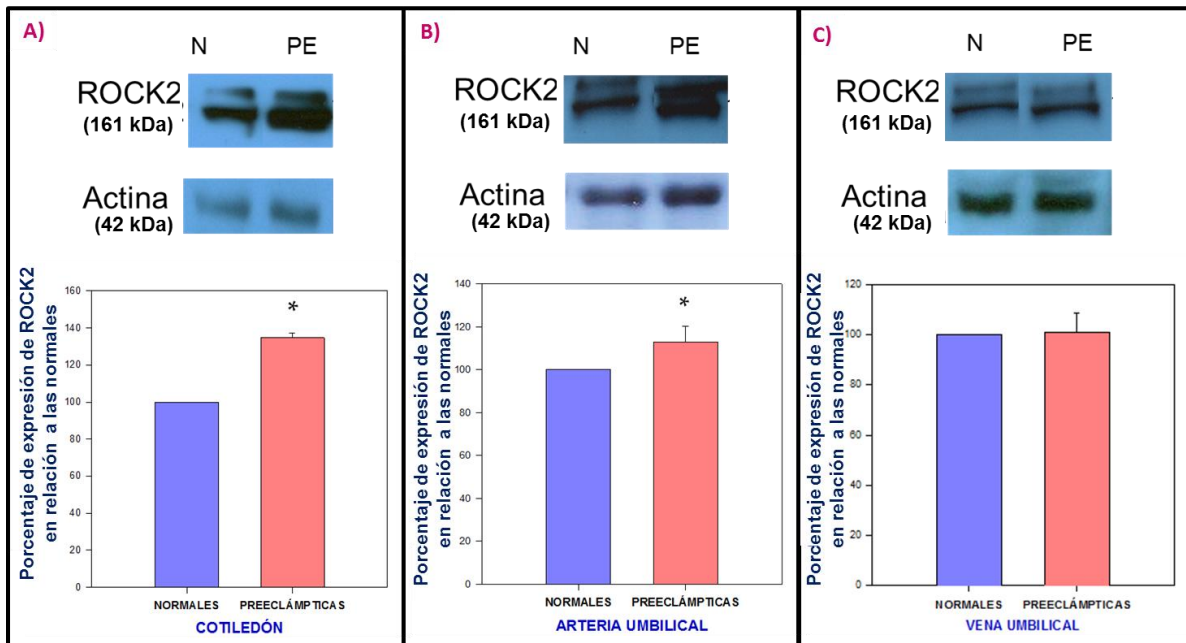 A)
N PE
ROCK2
(161 kDa)
Actina
(42 kDa)
Porcentaje de expresión de ROCK2
en relación a las normales
160
140
120
100
80
60
40
20
0
*
NORMALES PREECLÁMPTICAS
COTILEDÓN
B)
N PE
ROCK2
(161 kDa)
Actina
(42 kDa)
Porcentaje de expresión de ROCK2
en relación a las normales
140
120
100
80
60
40
20
0
*
NORMALES PREECLÁMPTICAS
ARTERIA UMBILICAL
C)
N PE
ROCK2
(161 kDa)
Actina
(42 kDa)
Porcentaje de expresión de ROCK2
en relación a las normales
120
100
80
60
40
20
0
NORMALES PREECLÁMPTICAS
VENA UMBILICAL